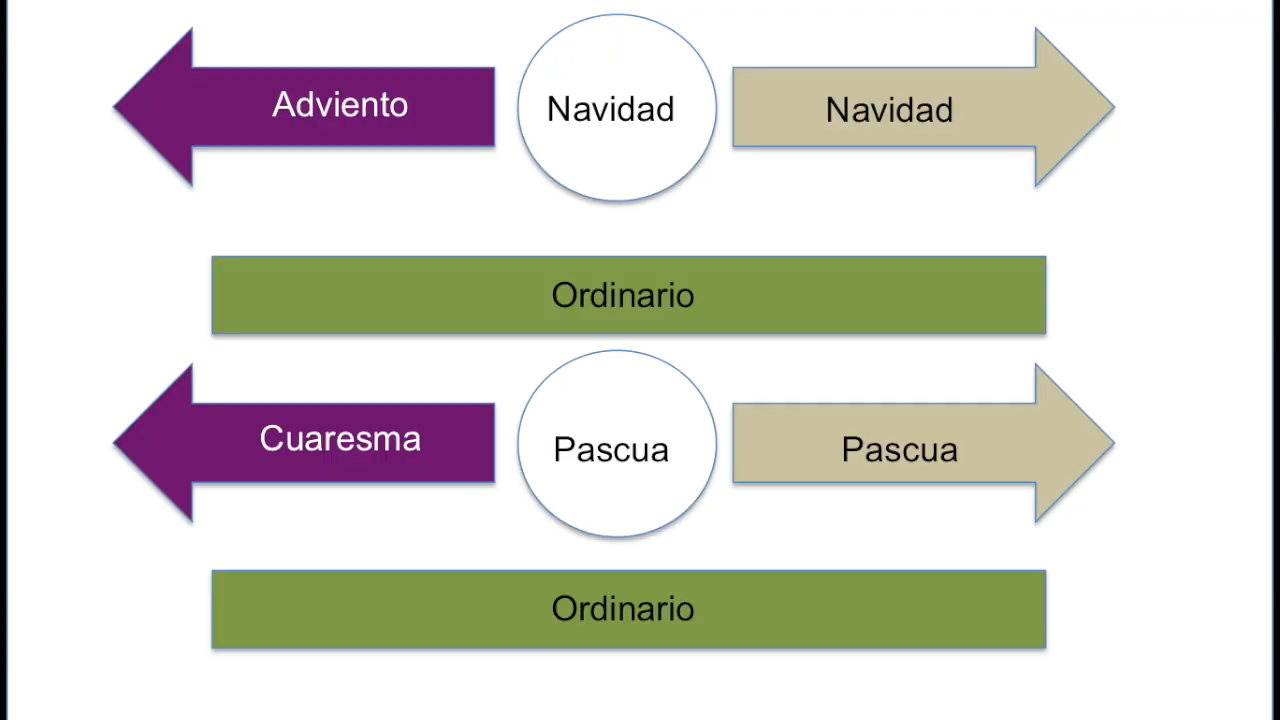 Adviento
Navidad
Navidad
Ordinario
Cuaresma
Pascua
Pascua
Ordinario